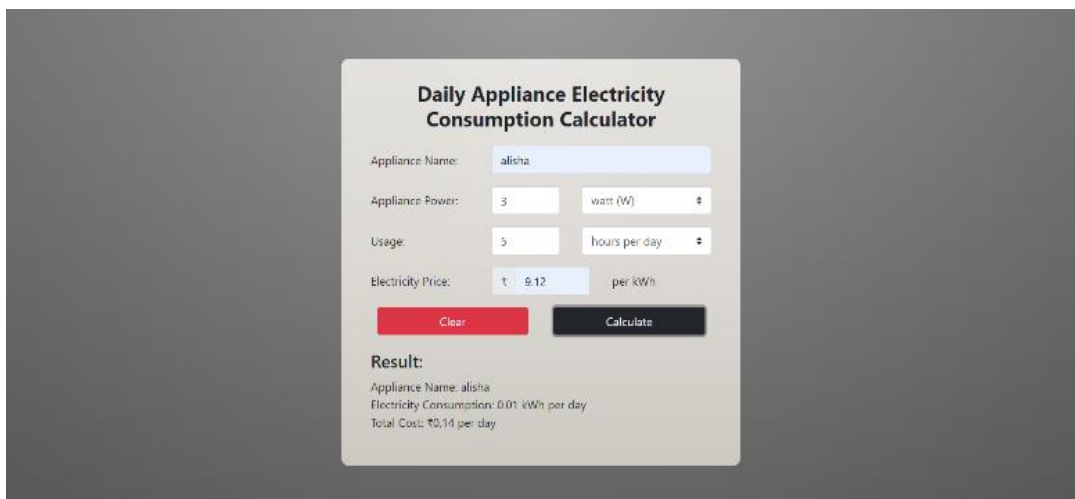 Daily Appliance Electricity
Consumption Calculator
Appliance Name: alisha
Appliance Power: 3 watt (W)
Usage: 5 hours per day
Electricity Price: ₹ 9.12 per kWh
Clear Calculate
Result:
Appliance Name: alisha
Electricity Consumption: 0.01 kWh per day
Total Cost: ₹0.14 per day